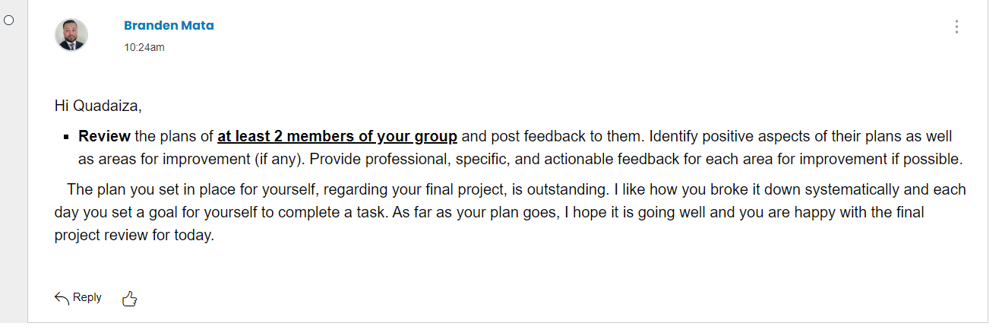 Branden Mata
10:24am
Hi Quadaiza,
▪ Review the plans of at least 2 members of your group and post feedback to them. Identify positive aspects of their plans as well
as areas for improvement (if any). Provide professional, specific, and actionable feedback for each area for improvement if possible.
The plan you set in place for yourself, regarding your final project, is outstanding. I like how you broke it down systematically and each
day you set a goal for yourself to complete a task. As far as your plan goes, I hope it is going well and you are happy with the final
project review for today.
Reply